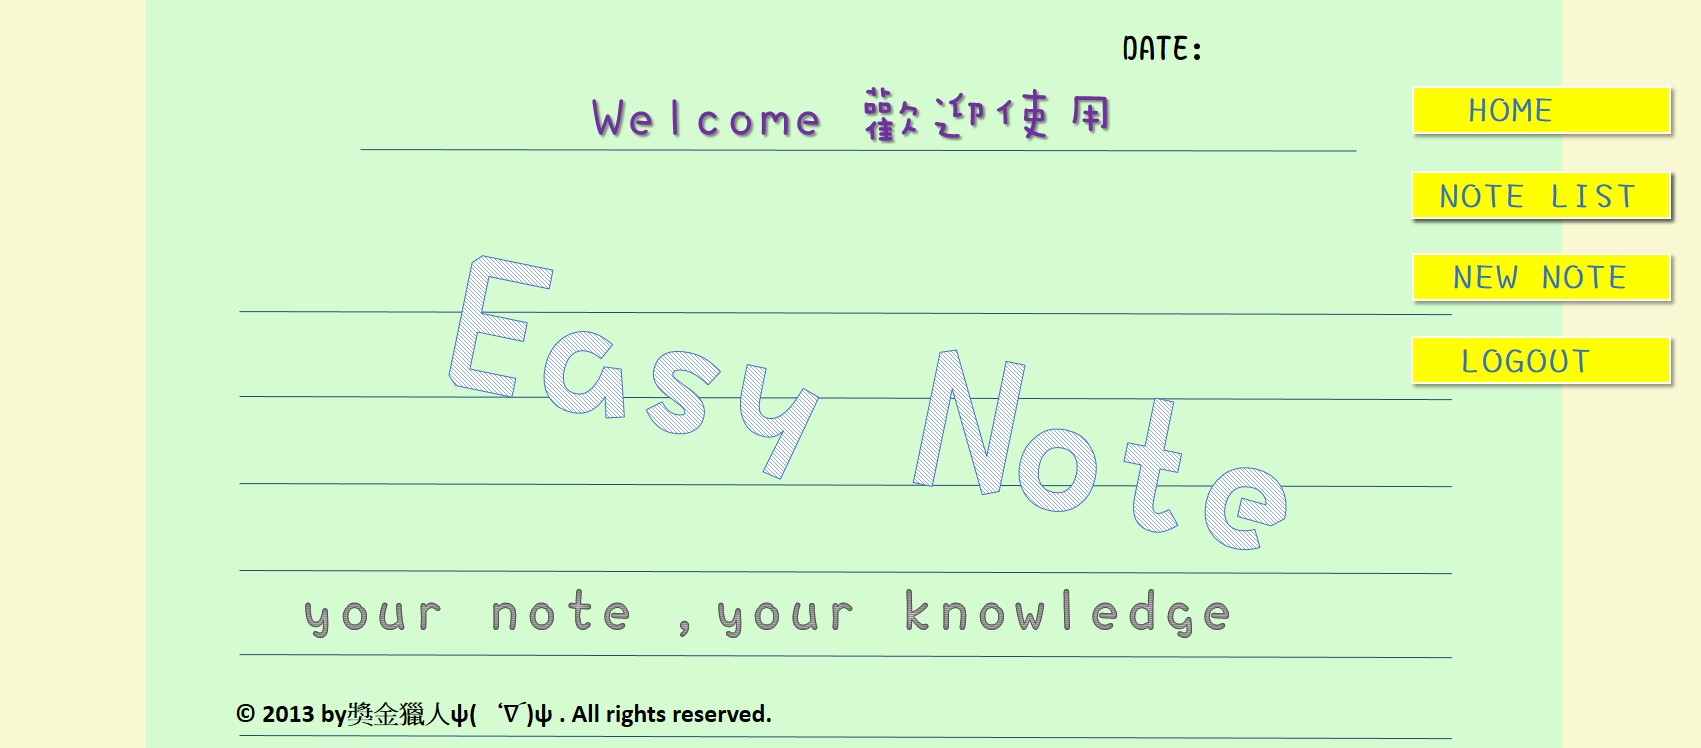 DATE:
Welcome 歡迎使用
HOME
NOTE LIST
NEW NOTE
LOGOUT
Easy Note
your note ,your knowledge
© 2013 by獎金獵人ψ( ‘∇´)ψ . All rights reserved.